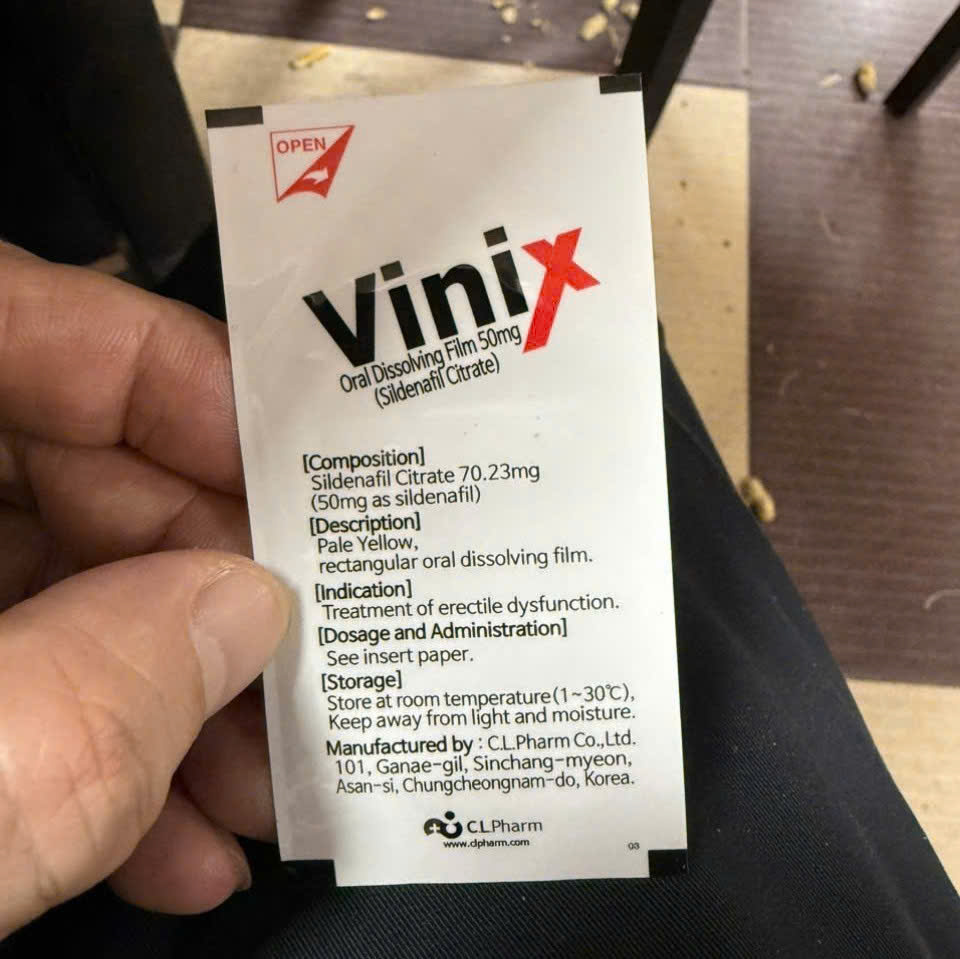 OPEN
Vinix
Oral Dissolving Film 50mg
(Sildenafil Citrate)
[Composition]
Sildenafil Citrate 70.23mg
(50mg as sildenafil)
[Description]
Pale Yellow,
rectangular oral dissolving film.
[Indication]
Treatment of erectile dysfunction.
[Dosage and Administration]
See insert paper.
[Storage]
Store at room temperature(1~30℃),
Keep away from light and moisture.
Manufactured by : C.L.Pharm Co.,Ltd.
101, Ganae-gil, Sinchang-myeon,
Asan-si, Chungcheongnam-do, Korea.
C.L.Pharm
www.clpharm.com
03